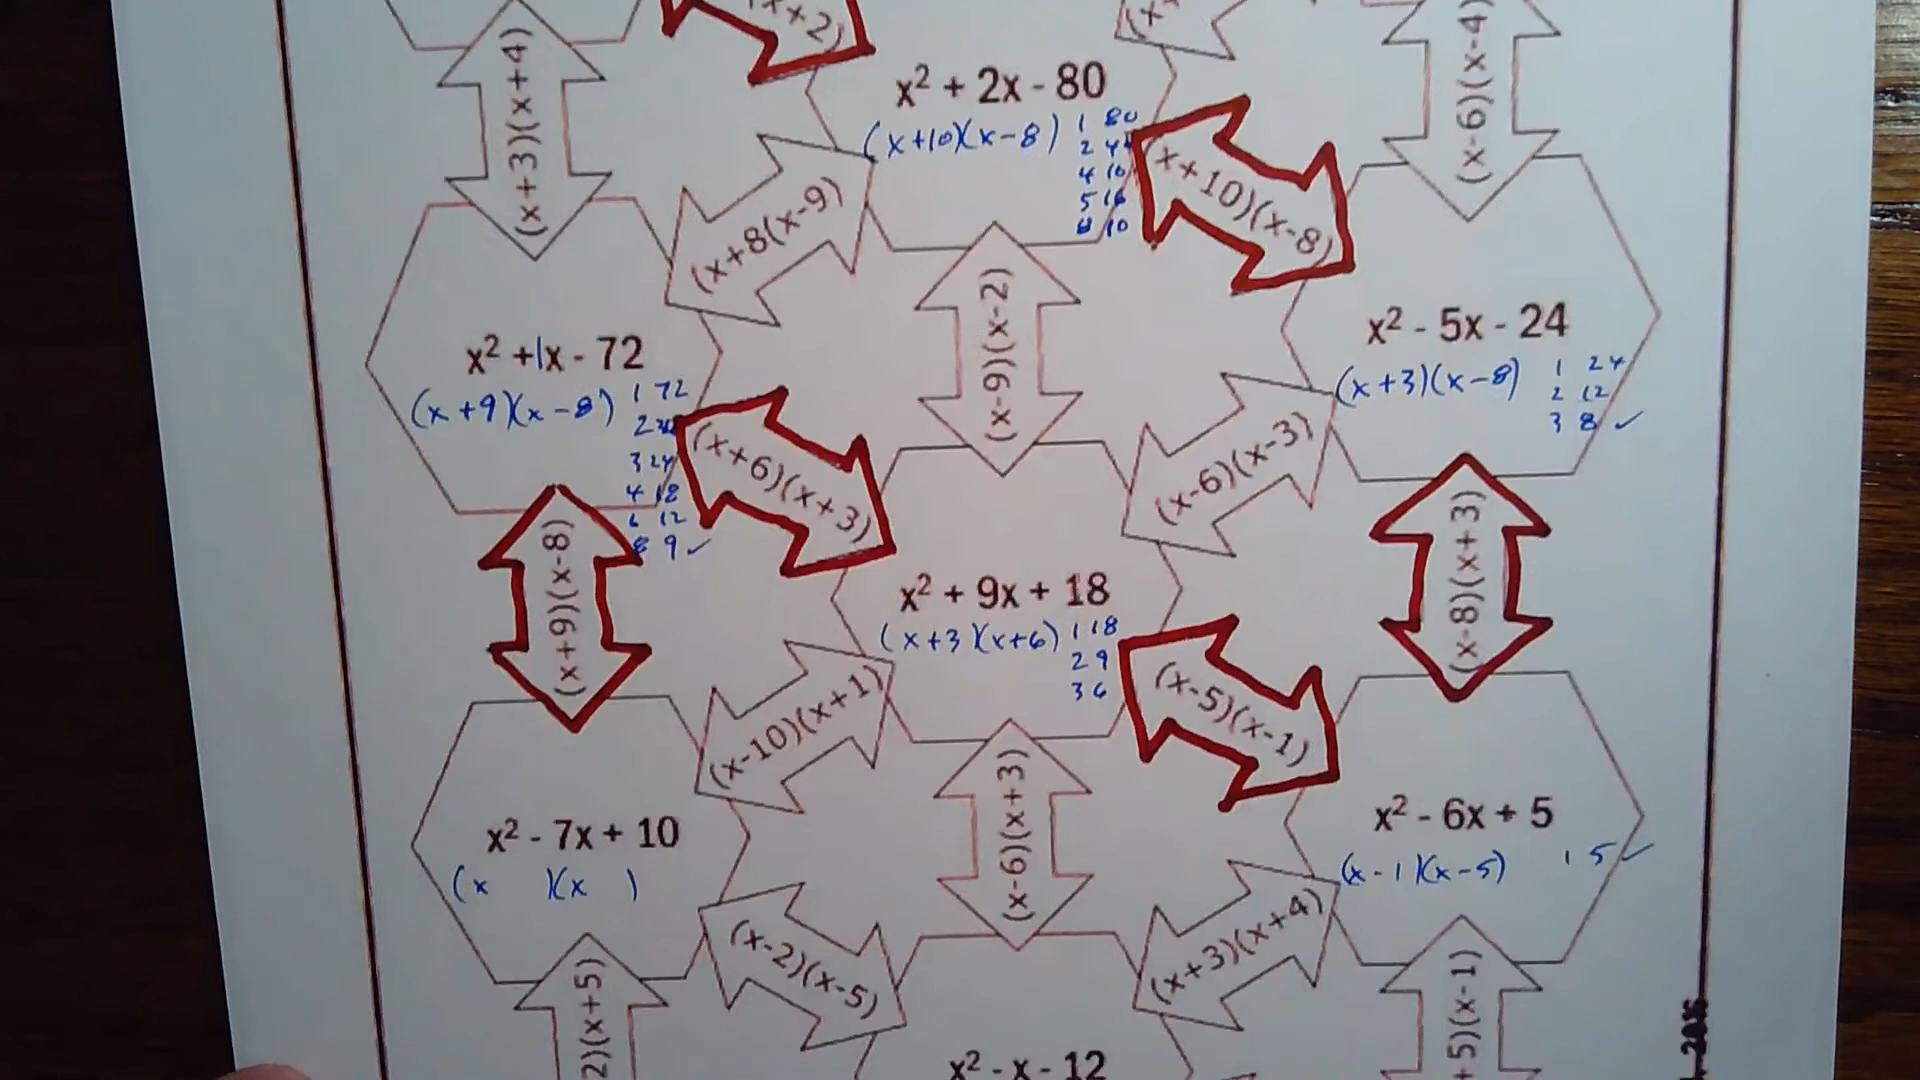 x+2)
(x+
(x+3)(x+4)
(x-6)(x-4)
x² + 2x - 80
(x+10)(x-8)
1 80
2 4
4
5 16
8 10
(x+10)(x-8)
(x+8(x-9)
(x-9)(x-2)
x² - 5x - 24
(x+3)(x-8)
1 24
2 12
3 8 ✓
x² +1x - 72
(x+9)(x-8)
1 72
2 36
3 24
4 18
6 12
8 9 ✓
(x+6)(x+3)
(x-6)(x-3)
(x+9)(x-8)
(x-8)(x+3)
x² + 9x + 18
(x+3)(x+6)
1 18
2 9
3 6
(x-10)(x+1)
(x-5)(x-1)
(x-6)(x+3)
x² - 7x + 10
(x )(x )
x² - 6x + 5
(x-1)(x-5)
1 5 ✓
(x-2)(x-5)
(x+3)(x+4)
2)(x+5)
+5)(x-1)
x² - x - 12